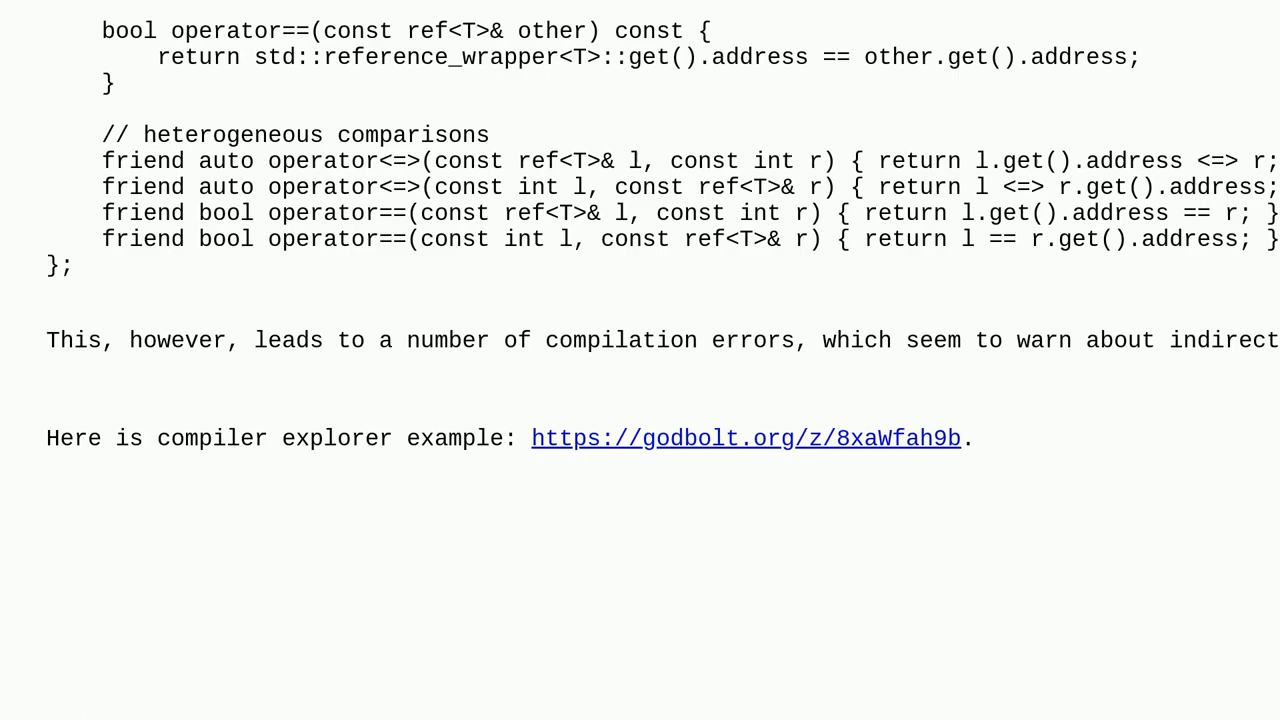 bool operator==(const ref<T>& other) const {
return std::reference_wrapper<T>::get().address == other.get().address;
}
// heterogeneous comparisons
friend auto operator<=>(const ref<T>& l, const int r) { return l.get().address <=> r;
friend auto operator<=>(const int l, const ref<T>& r) { return l <=> r.get().address;
friend bool operator==(const ref<T>& l, const int r) { return l.get().address == r; }
friend bool operator==(const int l, const ref<T>& r) { return l == r.get().address; }
};
This, however, leads to a number of compilation errors, which seem to warn about indirect
Here is compiler explorer example: https://godbolt.org/z/8xaWfah9b.